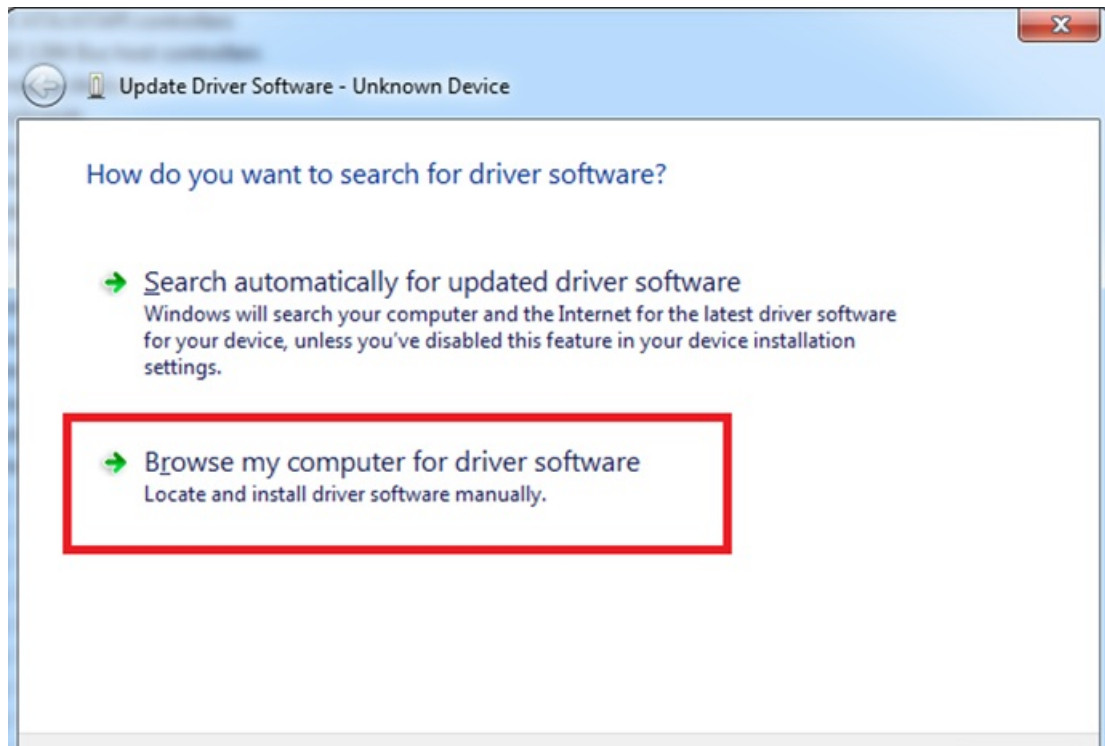 Update Driver Software - Unknown Device
How do you want to search for driver software?
Search automatically for updated driver software
Windows will search your computer and the Internet for the latest driver software
for your device, unless you've disabled this feature in your device installation
settings.
Browse my computer for driver software
Locate and install driver software manually.